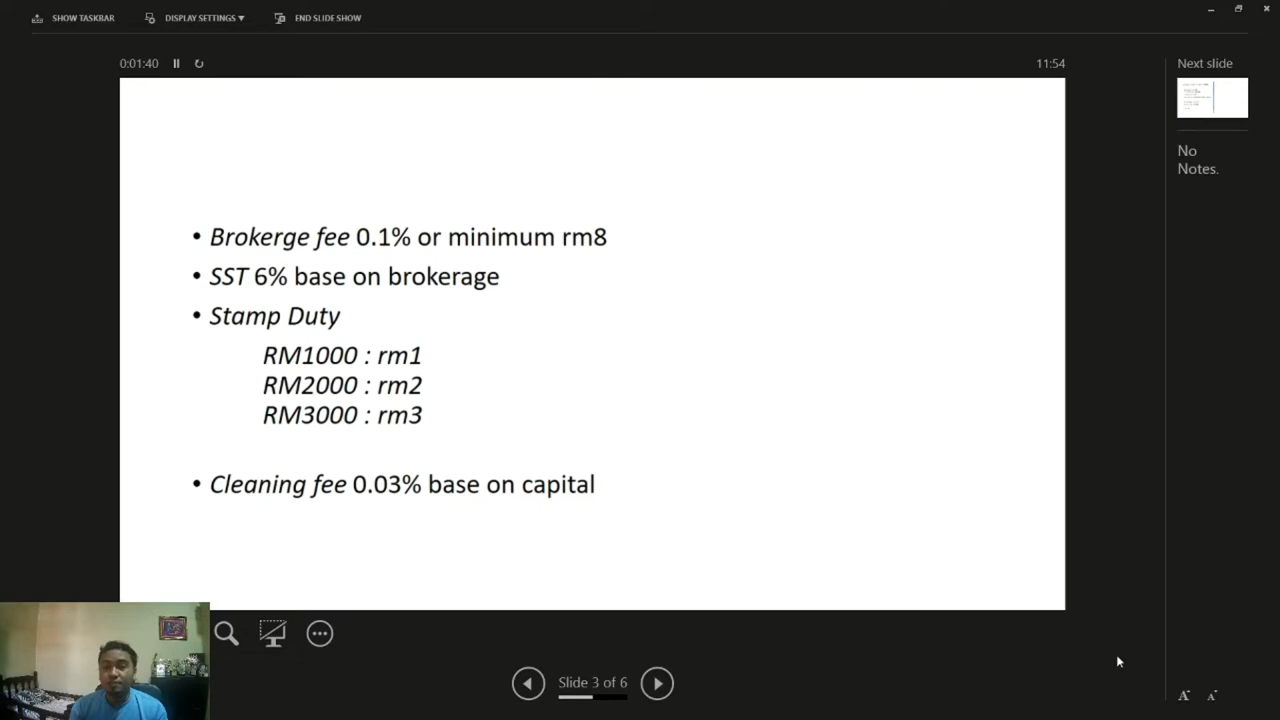 SHOW TASKBAR
DISPLAY SETTINGS ▼
END SLIDE SHOW
0:01:40
11:54
Next slide
No
Notes.
• Brokerge fee 0.1% or minimum rm8
• SST 6% base on brokerage
• Stamp Duty
RM1000 : rm1
RM2000 : rm2
RM3000 : rm3
• Cleaning fee 0.03% base on capital
Slide 3 of 6
A
A